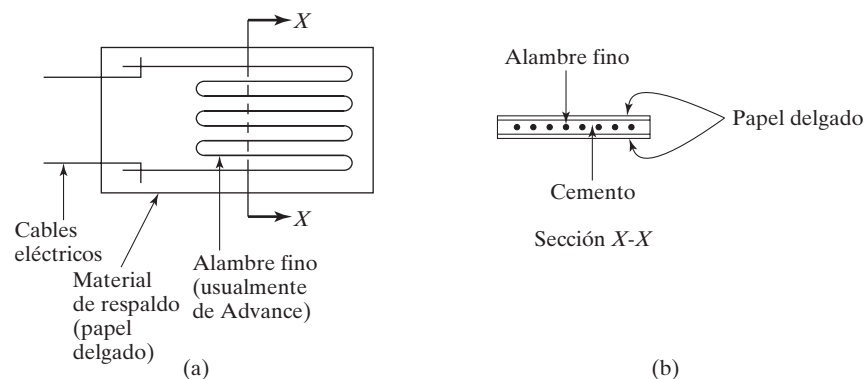 X
X
Cables
eléctricos
Material
de respaldo
(papel
delgado)
Alambre fino
(usualmente
de Advance)
(a)
Alambre fino
Papel delgado
Cemento
Sección X-X
(b)